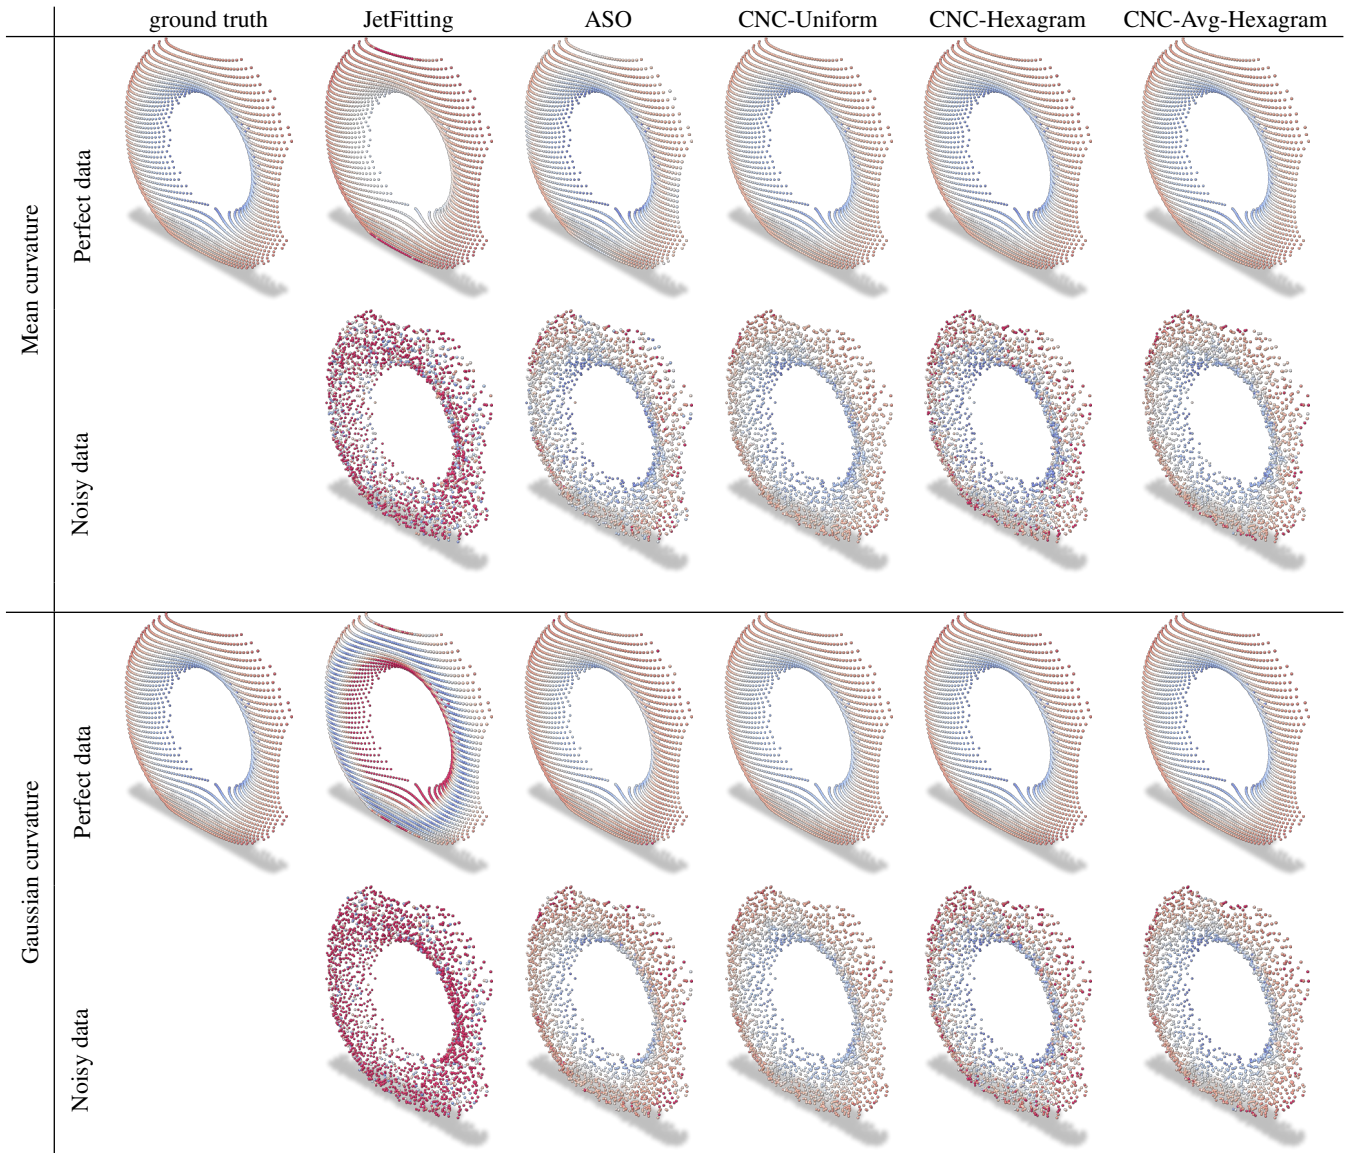 ground truth JetFitting ASO CNC-Uniform CNC-Hexagram CNC-Avg-Hexagram
Mean curvature
Perfect data
Noisy data
Gaussian curvature
Perfect data
Noisy data